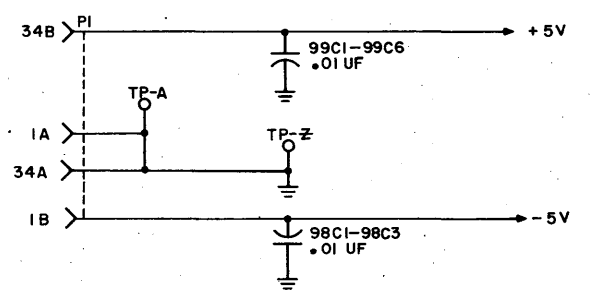 P1
34B
+5V
99C1-99C6
.01 UF
TP-A
1A
TP-Z
34A
1B
-5V
98C1-98C3
.01 UF